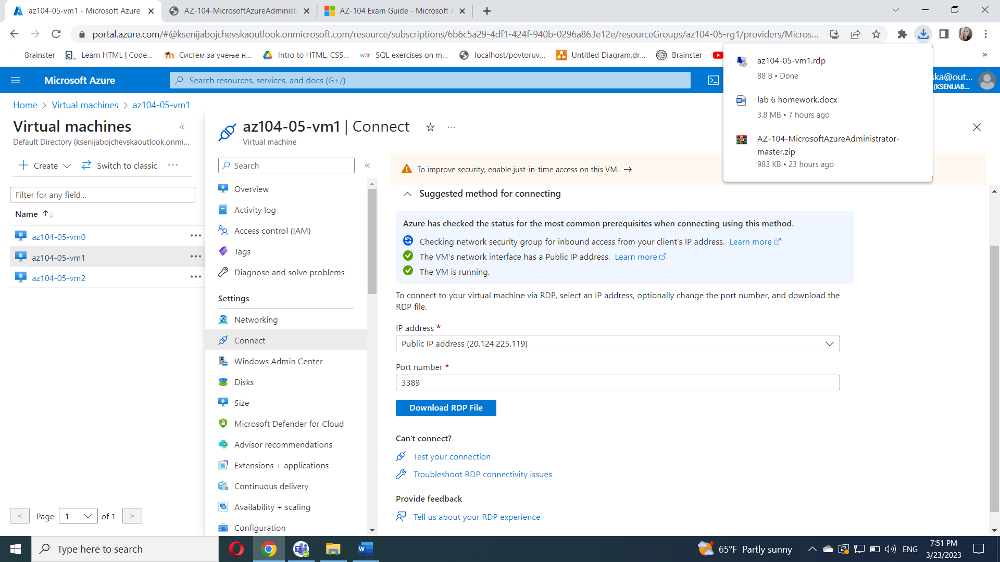 az104-05-vm1 - Microsoft Azure
AZ-104-MicrosoftAzureAdministr
AZ-104 Exam Guide - Microsoft A
portal.azure.com/#@ksenijabojchevskaoutlook.onmicrosoft.com/resource/subscriptions/6b6c5a29-4df1-424f-940b-0296a863e12e/resourceGroups/az104-05-rg1/providers/Micros...
Brainster
Learn HTML | Code...
Систем за учење н...
Intro to HTML, CSS...
w3r SQL exercises on m...
localhost/povtoruv...
Untitled Diagram.dr...
Brainster
»
az104-05-vm1.rdp
88 B • Done
lab 6 homework.docx
3.8 MB • 7 hours ago
AZ-104-MicrosoftAzureAdministrator-
master.zip
983 KB • 23 hours ago
Microsoft Azure
Search resources, services, and docs (G+/)
ska@out...
(KSENIJAB...
Home > Virtual machines > az104-05-vm1
Virtual machines
Default Directory (ksenijabojchevskaoutlook.onmi...
Create
Switch to classic
...
Filter for any field...
Name
az104-05-vm0
az104-05-vm1
az104-05-vm2
< Page 1 of 1 >
az104-05-vm1 | Connect
Virtual machine
Search
Overview
Activity log
Access control (IAM)
Tags
Diagnose and solve problems
Settings
Networking
Connect
Windows Admin Center
Disks
Size
Microsoft Defender for Cloud
Advisor recommendations
Extensions + applications
Continuous delivery
Availability + scaling
Configuration
To improve security, enable just-in-time access on this VM. →
Suggested method for connecting
Azure has checked the status for the most common prerequisites when connecting using this method.
Checking network security group for inbound access from your client's IP address. Learn more
The VM's network interface has a Public IP address. Learn more
The VM is running.
To connect to your virtual machine via RDP, select an IP address, optionally change the port number, and download the
RDP file.
IP address *
Public IP address (20.124.225.119)
Port number *
3389
Download RDP File
Can't connect?
Test your connection
Troubleshoot RDP connectivity issues
Provide feedback
Tell us about your RDP experience
Type here to search
65°F Partly sunny
ENG
7:51 PM
3/23/2023